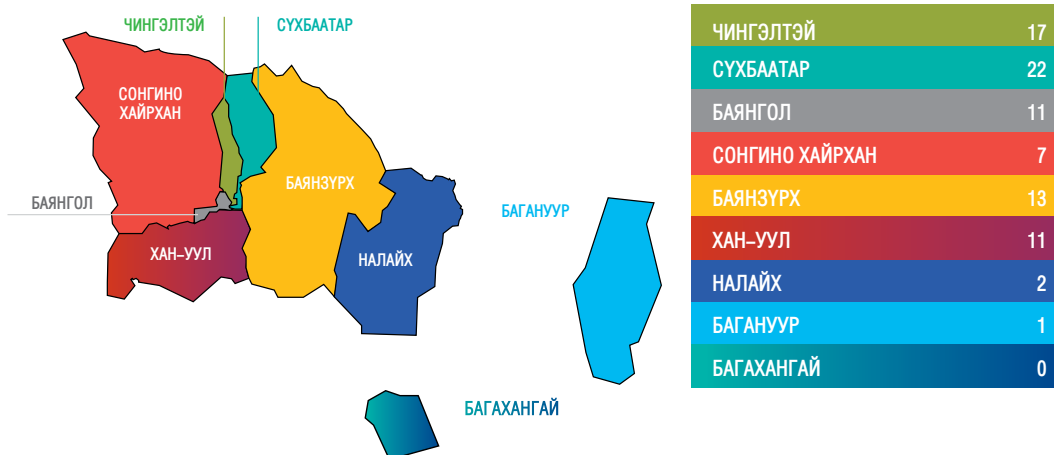 ЧИНГЭЛТЭЙ
СҮХБААТАР
СОНГИНО
ХАЙРХАН
БАЯНЗҮРХ
БАЯНГОЛ
БАГАНУУР
ХАН–УУЛ
НАЛАЙХ
БАГАХАНГАЙ
ЧИНГЭЛТЭЙ 17
СҮХБААТАР 22
БАЯНГОЛ 11
СОНГИНО ХАЙРХАН 7
БАЯНЗҮРХ 13
ХАН–УУЛ 11
НАЛАЙХ 2
БАГАНУУР 1
БАГАХАНГАЙ 0